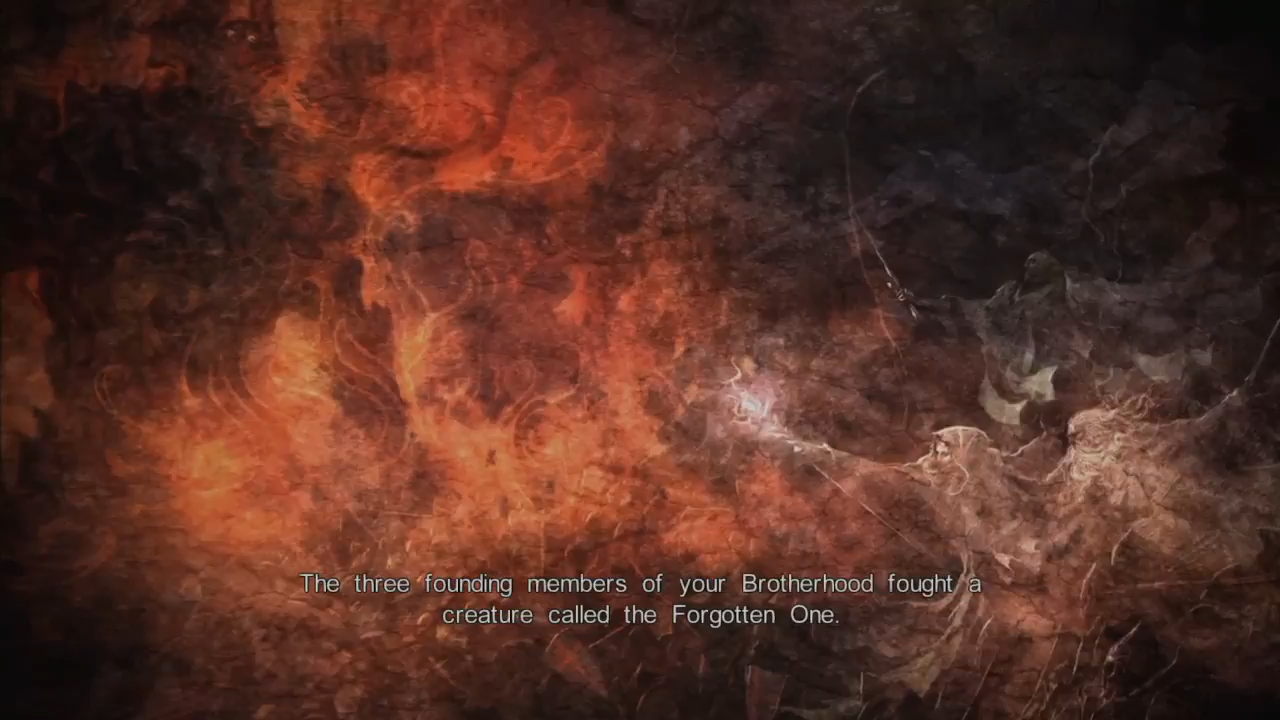 The three founding members of your Brotherhood fought a
creature called the Forgotten One.